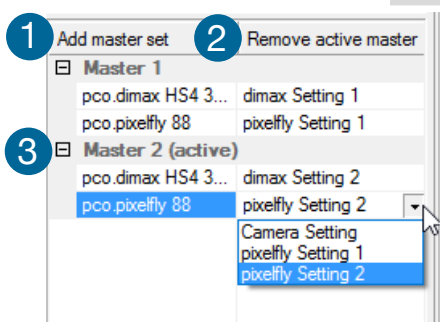 1 Add master set 2 Remove active master
Master 1
pco.dimax HS4 3... dimax Setting 1
pco.pixelfly 88 pixelfly Setting 1
3 Master 2 (active)
pco.dimax HS4 3... dimax Setting 2
pco.pixelfly 88 pixelfly Setting 2
Camera Setting
pixelfly Setting 1
pixelfly Setting 2